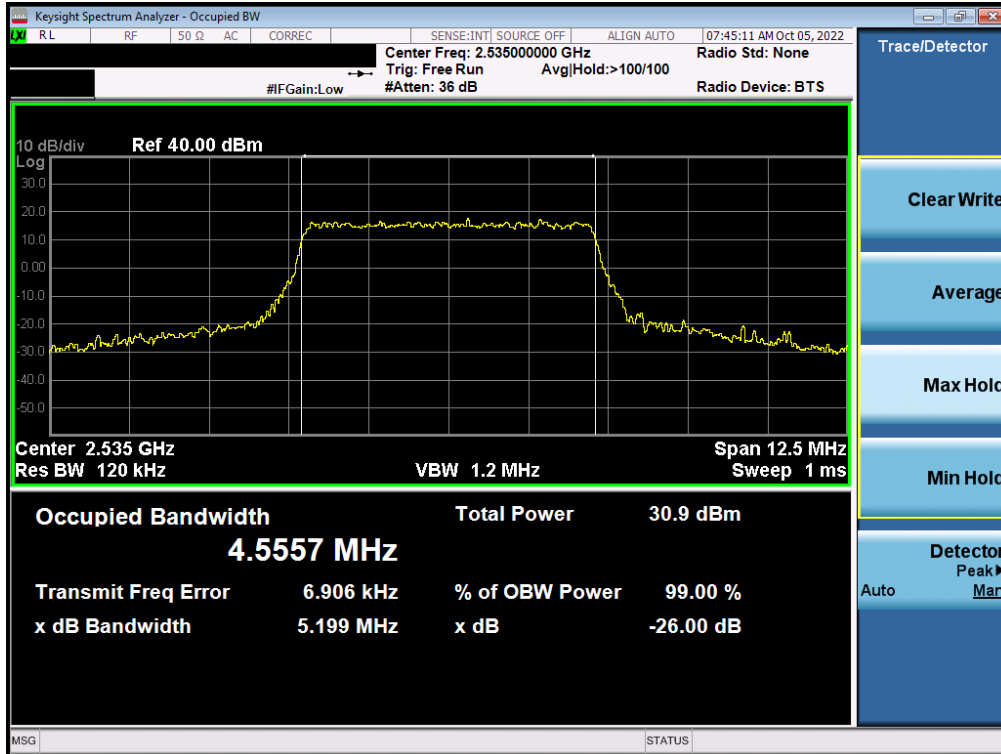 Keysight Spectrum Analyzer - Occupied BW
LXI RL RF 50 Ω AC CORREC SENSE:INT SOURCE OFF ALIGN AUTO 07:45:11 AM Oct 05, 2022
Center Freq: 2.535000000 GHz Radio Std: None
Trig: Free Run Avg|Hold:>100/100
#IFGain:Low #Atten: 36 dB Radio Device: BTS
Trace/Detector
10 dB/div Ref 40.00 dBm
Log
30.0
20.0
10.0
0.00
-10.0
-20.0
-30.0
-40.0
-50.0
Center 2.535 GHz Span 12.5 MHz
Res BW 120 kHz VBW 1.2 MHz Sweep 1 ms
Occupied Bandwidth Total Power 30.9 dBm
4.5557 MHz
Transmit Freq Error 6.906 kHz % of OBW Power 99.00 %
x dB Bandwidth 5.199 MHz x dB -26.00 dB
Clear Write
Average
Max Hold
Min Hold
Detector
Peak▶
Auto Man
MSG STATUS